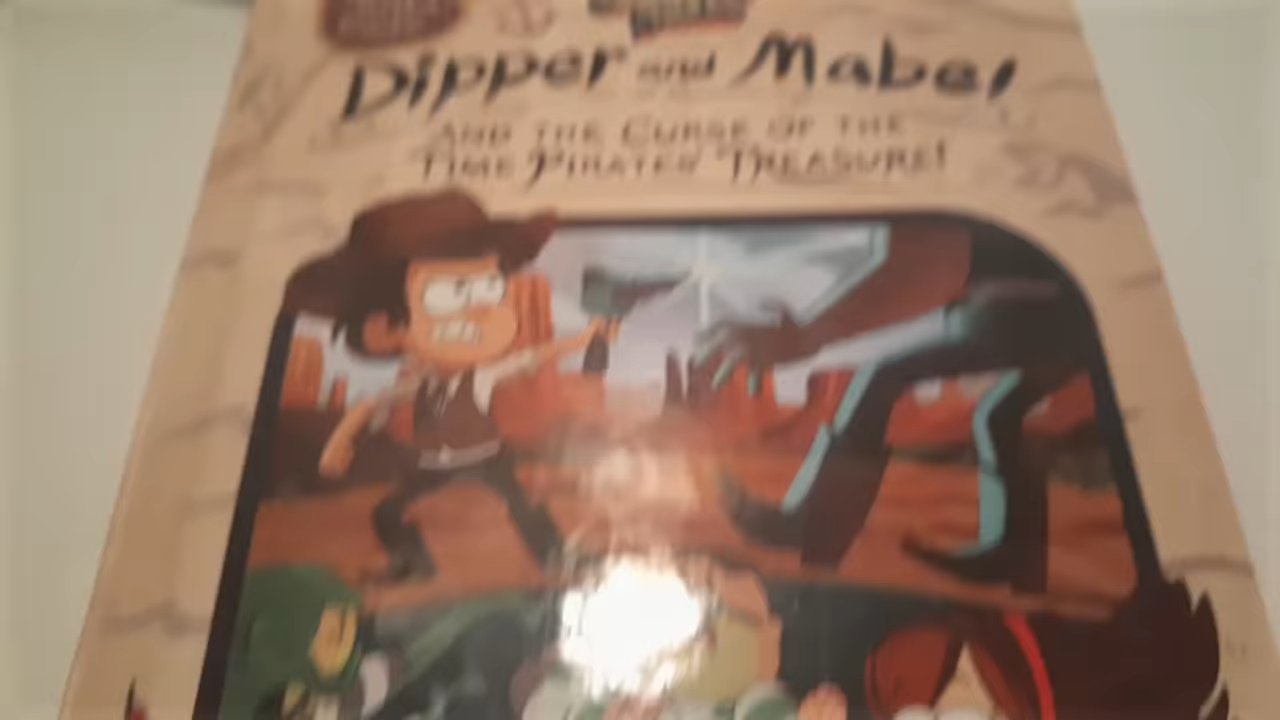 Dipper and Mabel
AND THE CURSE OF THE
TIME PIRATES' TREASURE!